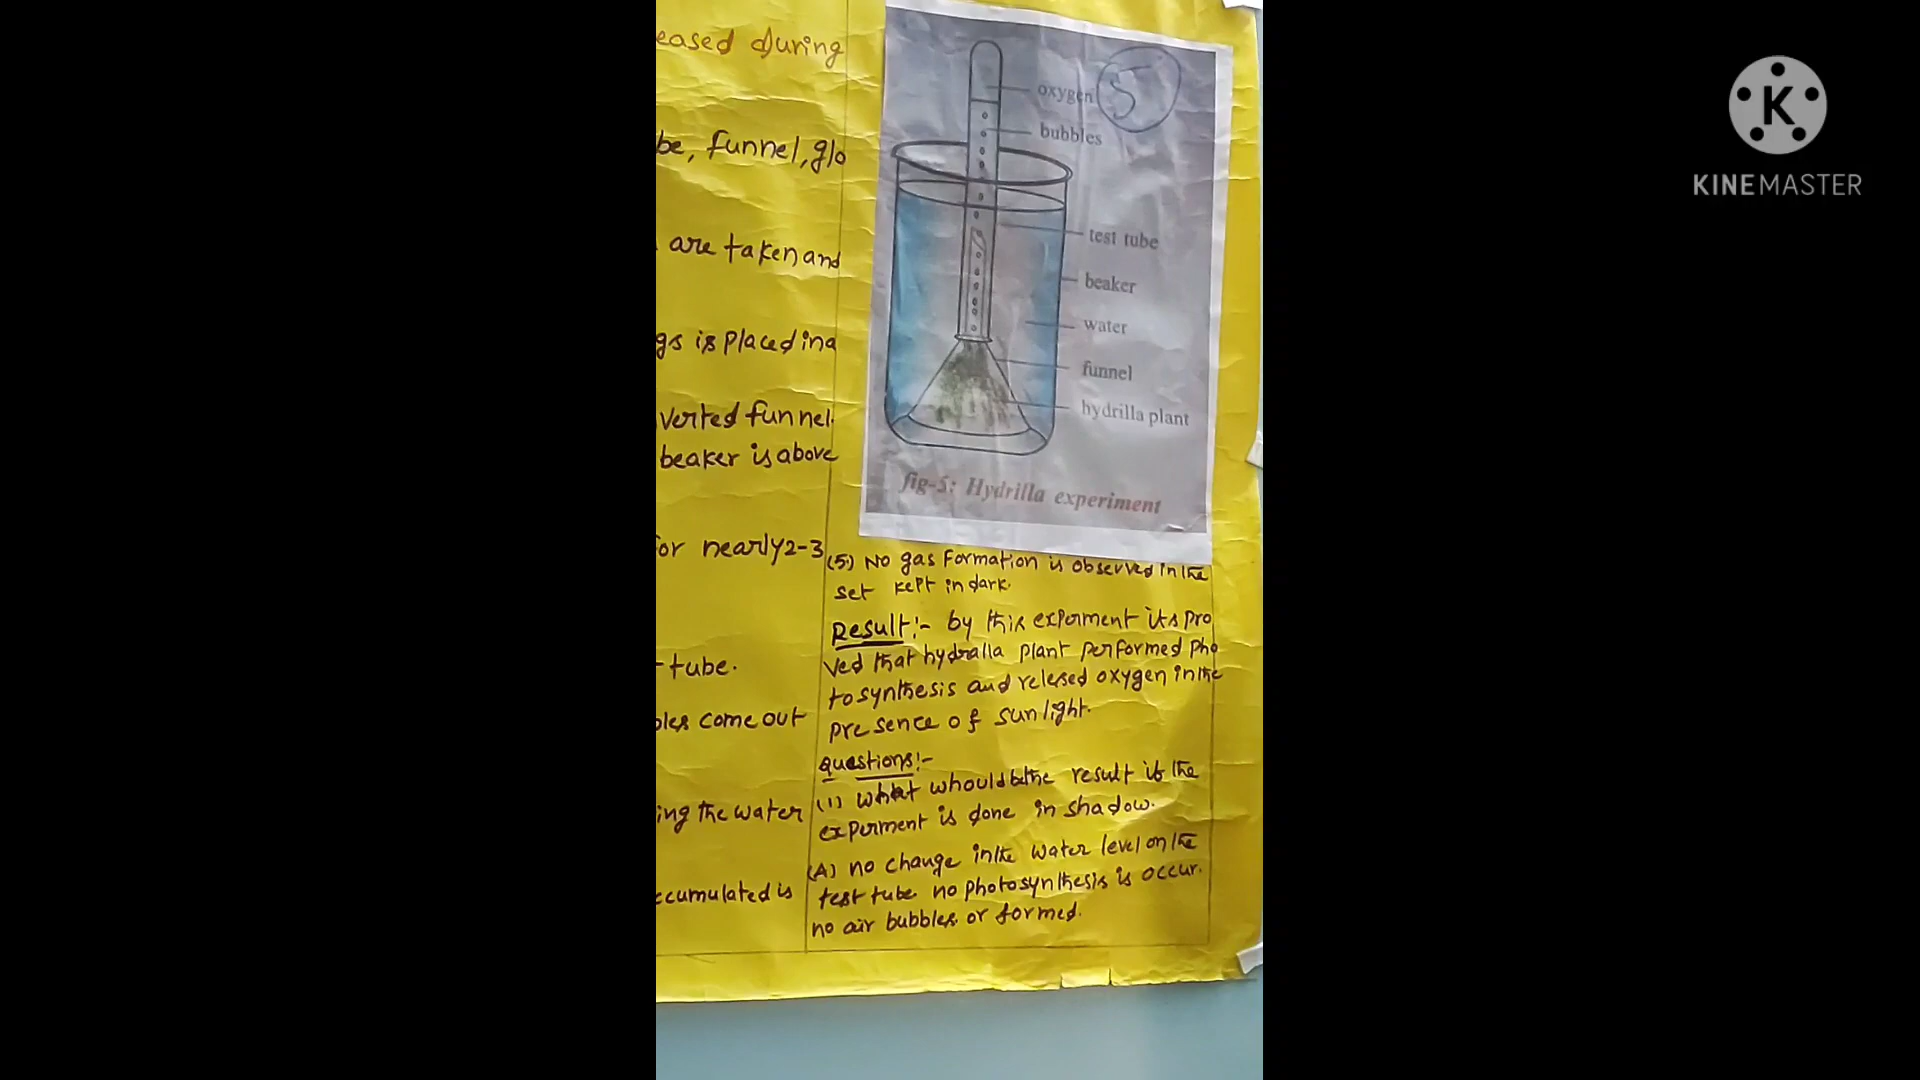 eased during
be, funnel, glo
are taken and
gs is placed in a
verted funnel.
beaker is above
for nearly 2-3
tube.
bles come out
ing the water
ccumulated is
oxygen
5
bubbles
test tube
beaker
water
funnel
hydrilla plant
fig-5: Hydrilla experiment
(5) No gas formation is observed in the
set kept in dark.
Result:- by this experment its pro
ved that hydralla plant performed pho
tosynthesis and relesed oxygen in the
presence of sunlight.
questions:-
(1) what whould be the result if the
experment is done in shadow.
(A) no change in the water level on the
test tube no photosynthesis is occur.
no air bubbles or formed.
K
KINEMASTER